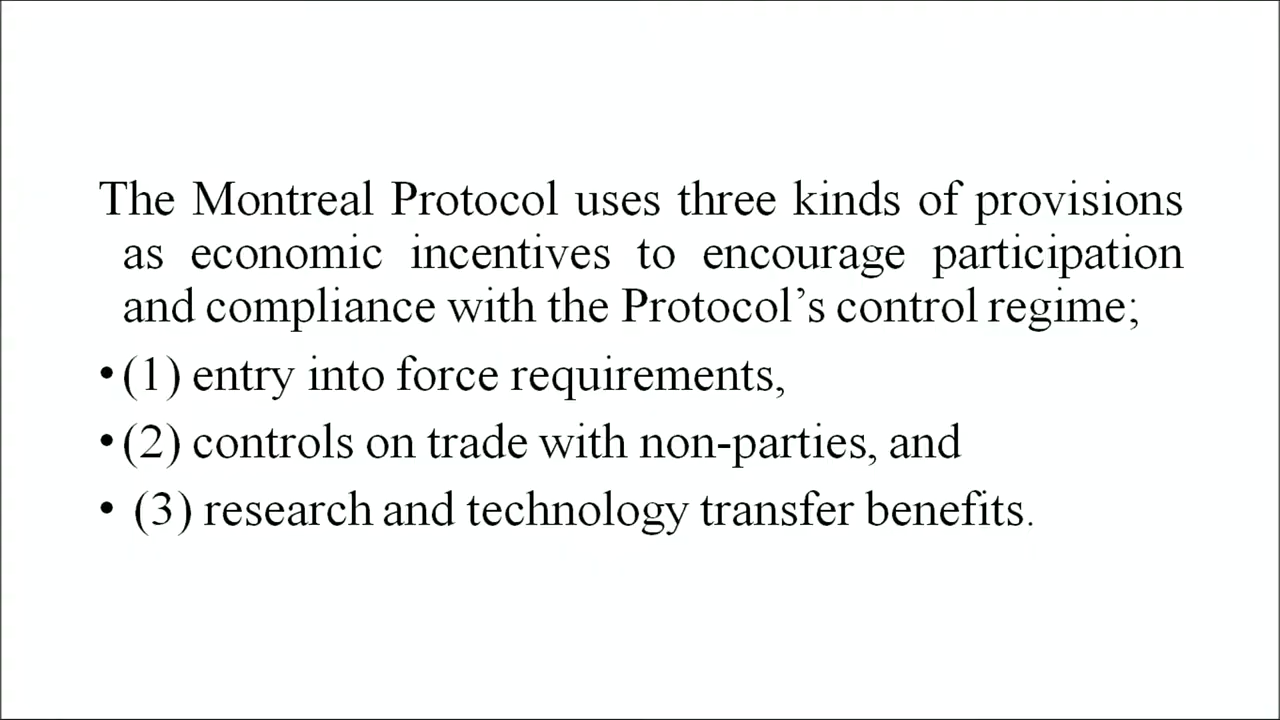 The Montreal Protocol uses three kinds of provisions
as economic incentives to encourage participation
and compliance with the Protocol’s control regime;
•(1) entry into force requirements,
•(2) controls on trade with non-parties, and
• (3) research and technology transfer benefits.